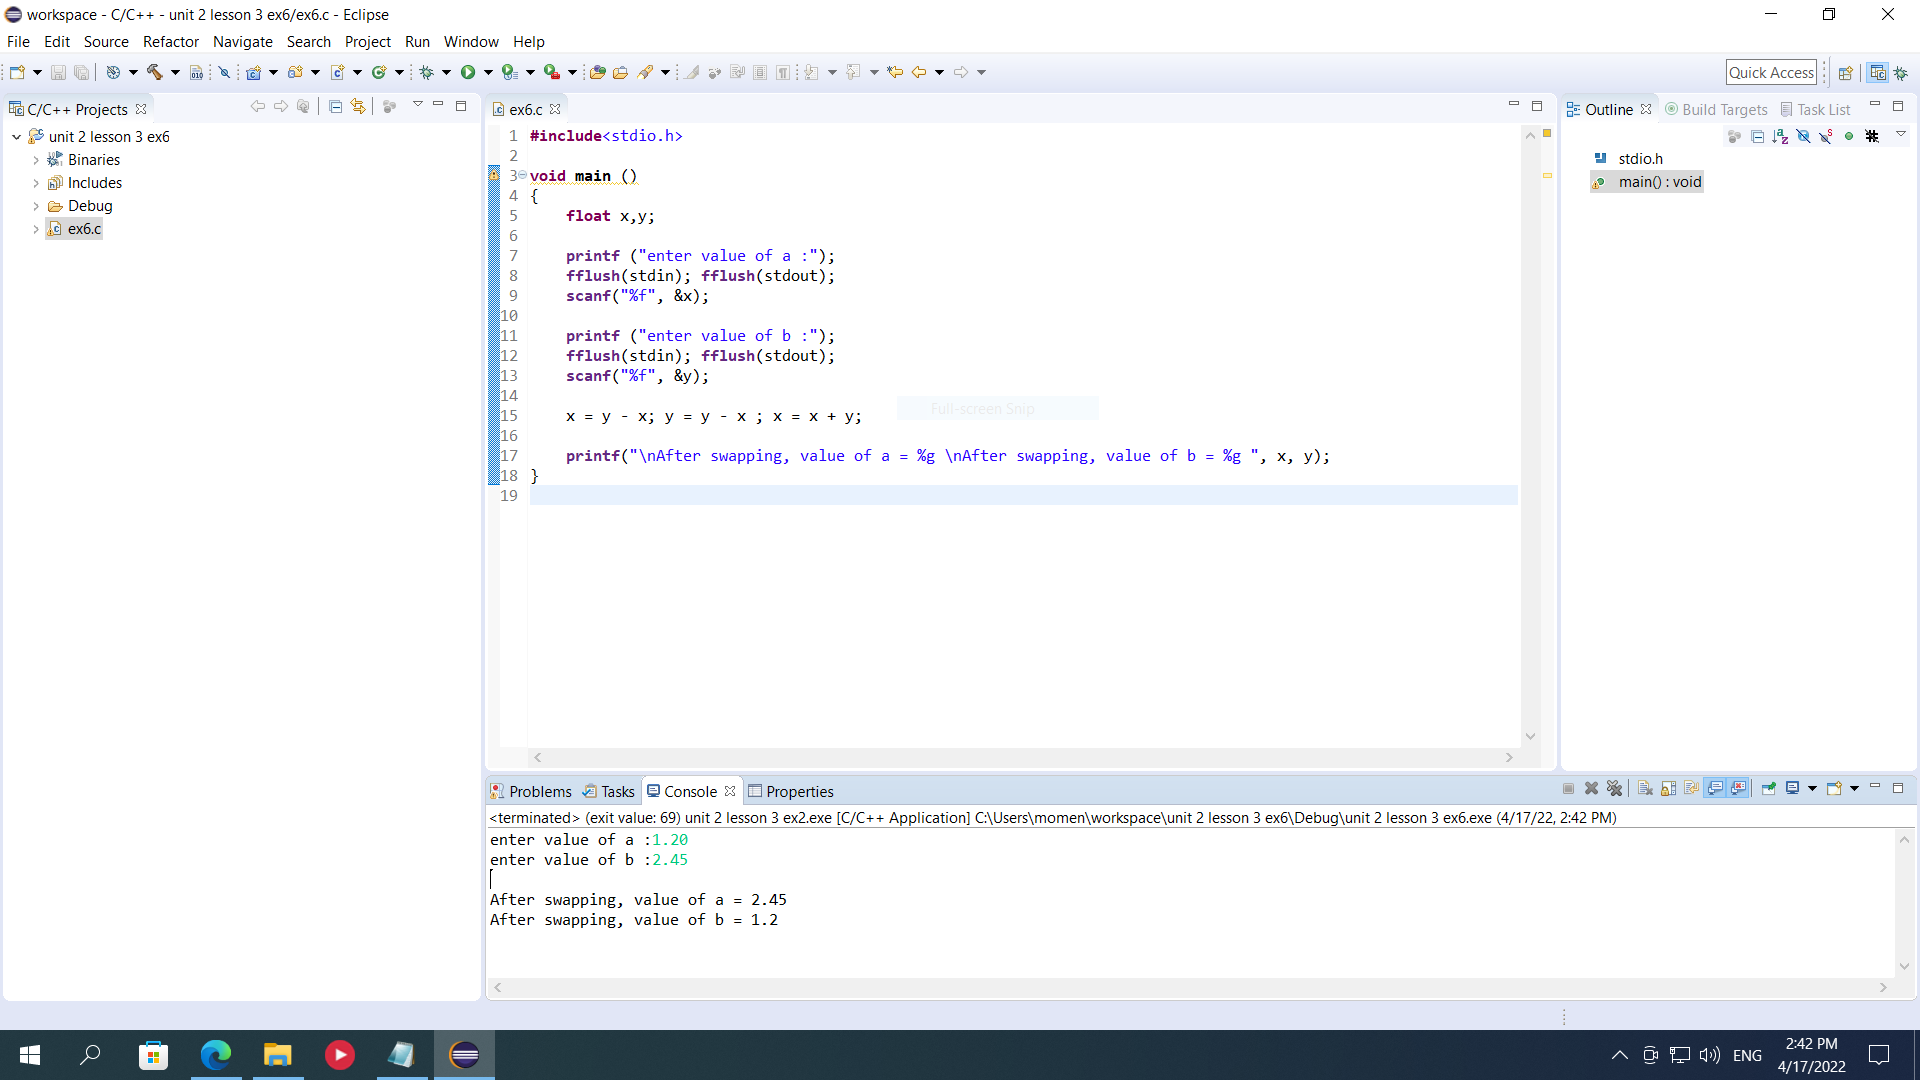 workspace - C/C++ - unit 2 lesson 3 ex6/ex6.c - Eclipse
File Edit Source Refactor Navigate Search Project Run Window Help
Quick Access
C/C++ Projects
unit 2 lesson 3 ex6
Binaries
Includes
Debug
ex6.c
ex6.c
1 #include<stdio.h>
2
3 void main ()
4 {
5 float x,y;
6
7 printf ("enter value of a :");
8 fflush(stdin); fflush(stdout);
9 scanf("%f", &x);
10
11 printf ("enter value of b :");
12 fflush(stdin); fflush(stdout);
13 scanf("%f", &y);
14
15 x = y - x; y = y - x ; x = x + y;
Full-screen Snip
16
17 printf("\nAfter swapping, value of a = %g \nAfter swapping, value of b = %g ", x, y);
18 }
19
Outline Build Targets Task List
stdio.h
main() : void
Problems Tasks Console Properties
<terminated> (exit value: 69) unit 2 lesson 3 ex2.exe [C/C++ Application] C:\Users\momen\workspace\unit 2 lesson 3 ex6\Debug\unit 2 lesson 3 ex6.exe (4/17/22, 2:42 PM)
enter value of a :1.20
enter value of b :2.45
After swapping, value of a = 2.45
After swapping, value of b = 1.2
ENG
2:42 PM
4/17/2022